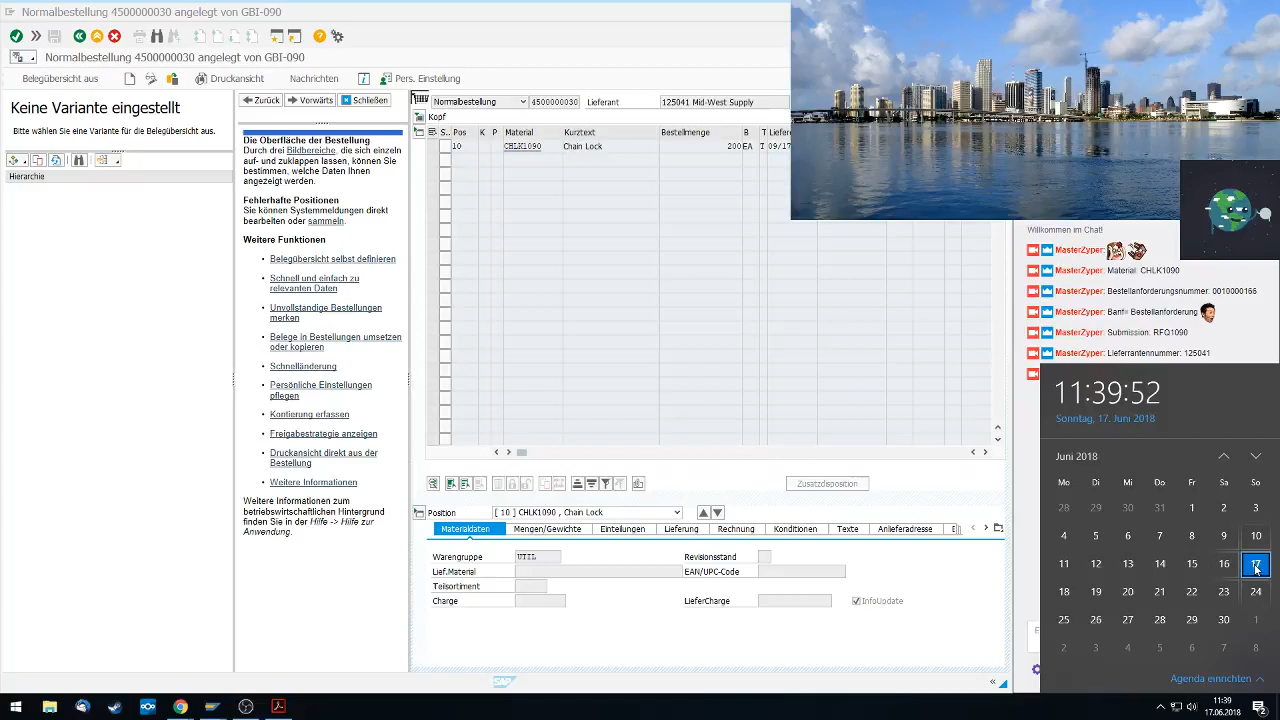 Normalbestellung 4500000030 angelegt von GBI-090
Normalbestellung 4500000030 angelegt von GBI-090
Belegübersicht aus
Druckansicht
Nachrichten
Pers. Einstellung
Keine Variante eingestellt
Bitte wählen Sie eine Variante für die Belegübersicht aus.
Hierarchie
Zurück
Vorwärts
Schließen
Die Oberfläche der Bestellung
Durch drei Bildbereiche, die sich einzeln
auf- und zuklappen lassen, können Sie
bestimmen, welche Daten Ihnen
angezeigt werden.
Fehlerhafte Positionen
Sie können Systemmeldungen direkt
bearbeiten oder sammeln.
Weitere Funktionen
• Belegübersicht selbst definieren
• Schnell und einfach zu
relevanten Daten
• Unvollstandige Bestellungen
merken
• Belege in Bestellungen umsetzen
oder kopieren
• Schnelländerung
• Persönliche Einstellungen
pflegen
• Kontierung erfassen
• Freigabestrategie anzeigen
• Druckansicht direkt aus der
Bestellung
• Weitere Informationen
Weitere Informationen zum
betriebswirtschaftlichen Hintergrund
finden Sie in der Hilfe -> Hilfe zur
Anwendung.
Normalbestellung 4500000030 Lieferant 125041 Mid-West Supply
Kopf
S.. Pos K P Material Kurztext Bestellmenge B T Liefere
10 CHLK1090 Chain Lock 200 EA T 09/17
Zusatzdisposition
Position [ 10 ] CHLK1090 , Chain Lock
Materialdaten Mengen/Gewichte Einteilungen Lieferung Rechnung Konditionen Texte Anlieferadresse
Warengruppe UTIL Revisionsstand
Lief.Material EAN/UPC-Code
Teilsortiment
Charge LieferCharge InfoUpdate
SAP
Willkommen im Chat!
MasterZyper:
MasterZyper: Material: CHLK1090
MasterZyper: Bestellanforderungsnummer: 0010000166
MasterZyper: Banf= Bestellanforderung
MasterZyper: Submission: RFQ1090
MasterZyper: Lieferrantennummer: 125041
11:39:52
Sonntag, 17. Juni 2018
Juni 2018
Mo Di Mi Do Fr Sa So
28 29 30 31 1 2 3
4 5 6 7 8 9 10
11 12 13 14 15 16 17
18 19 20 21 22 23 24
25 26 27 28 29 30 1
2 3 4 5 6 7 8
Agenda einrichten
11:39
17.06.2018
2